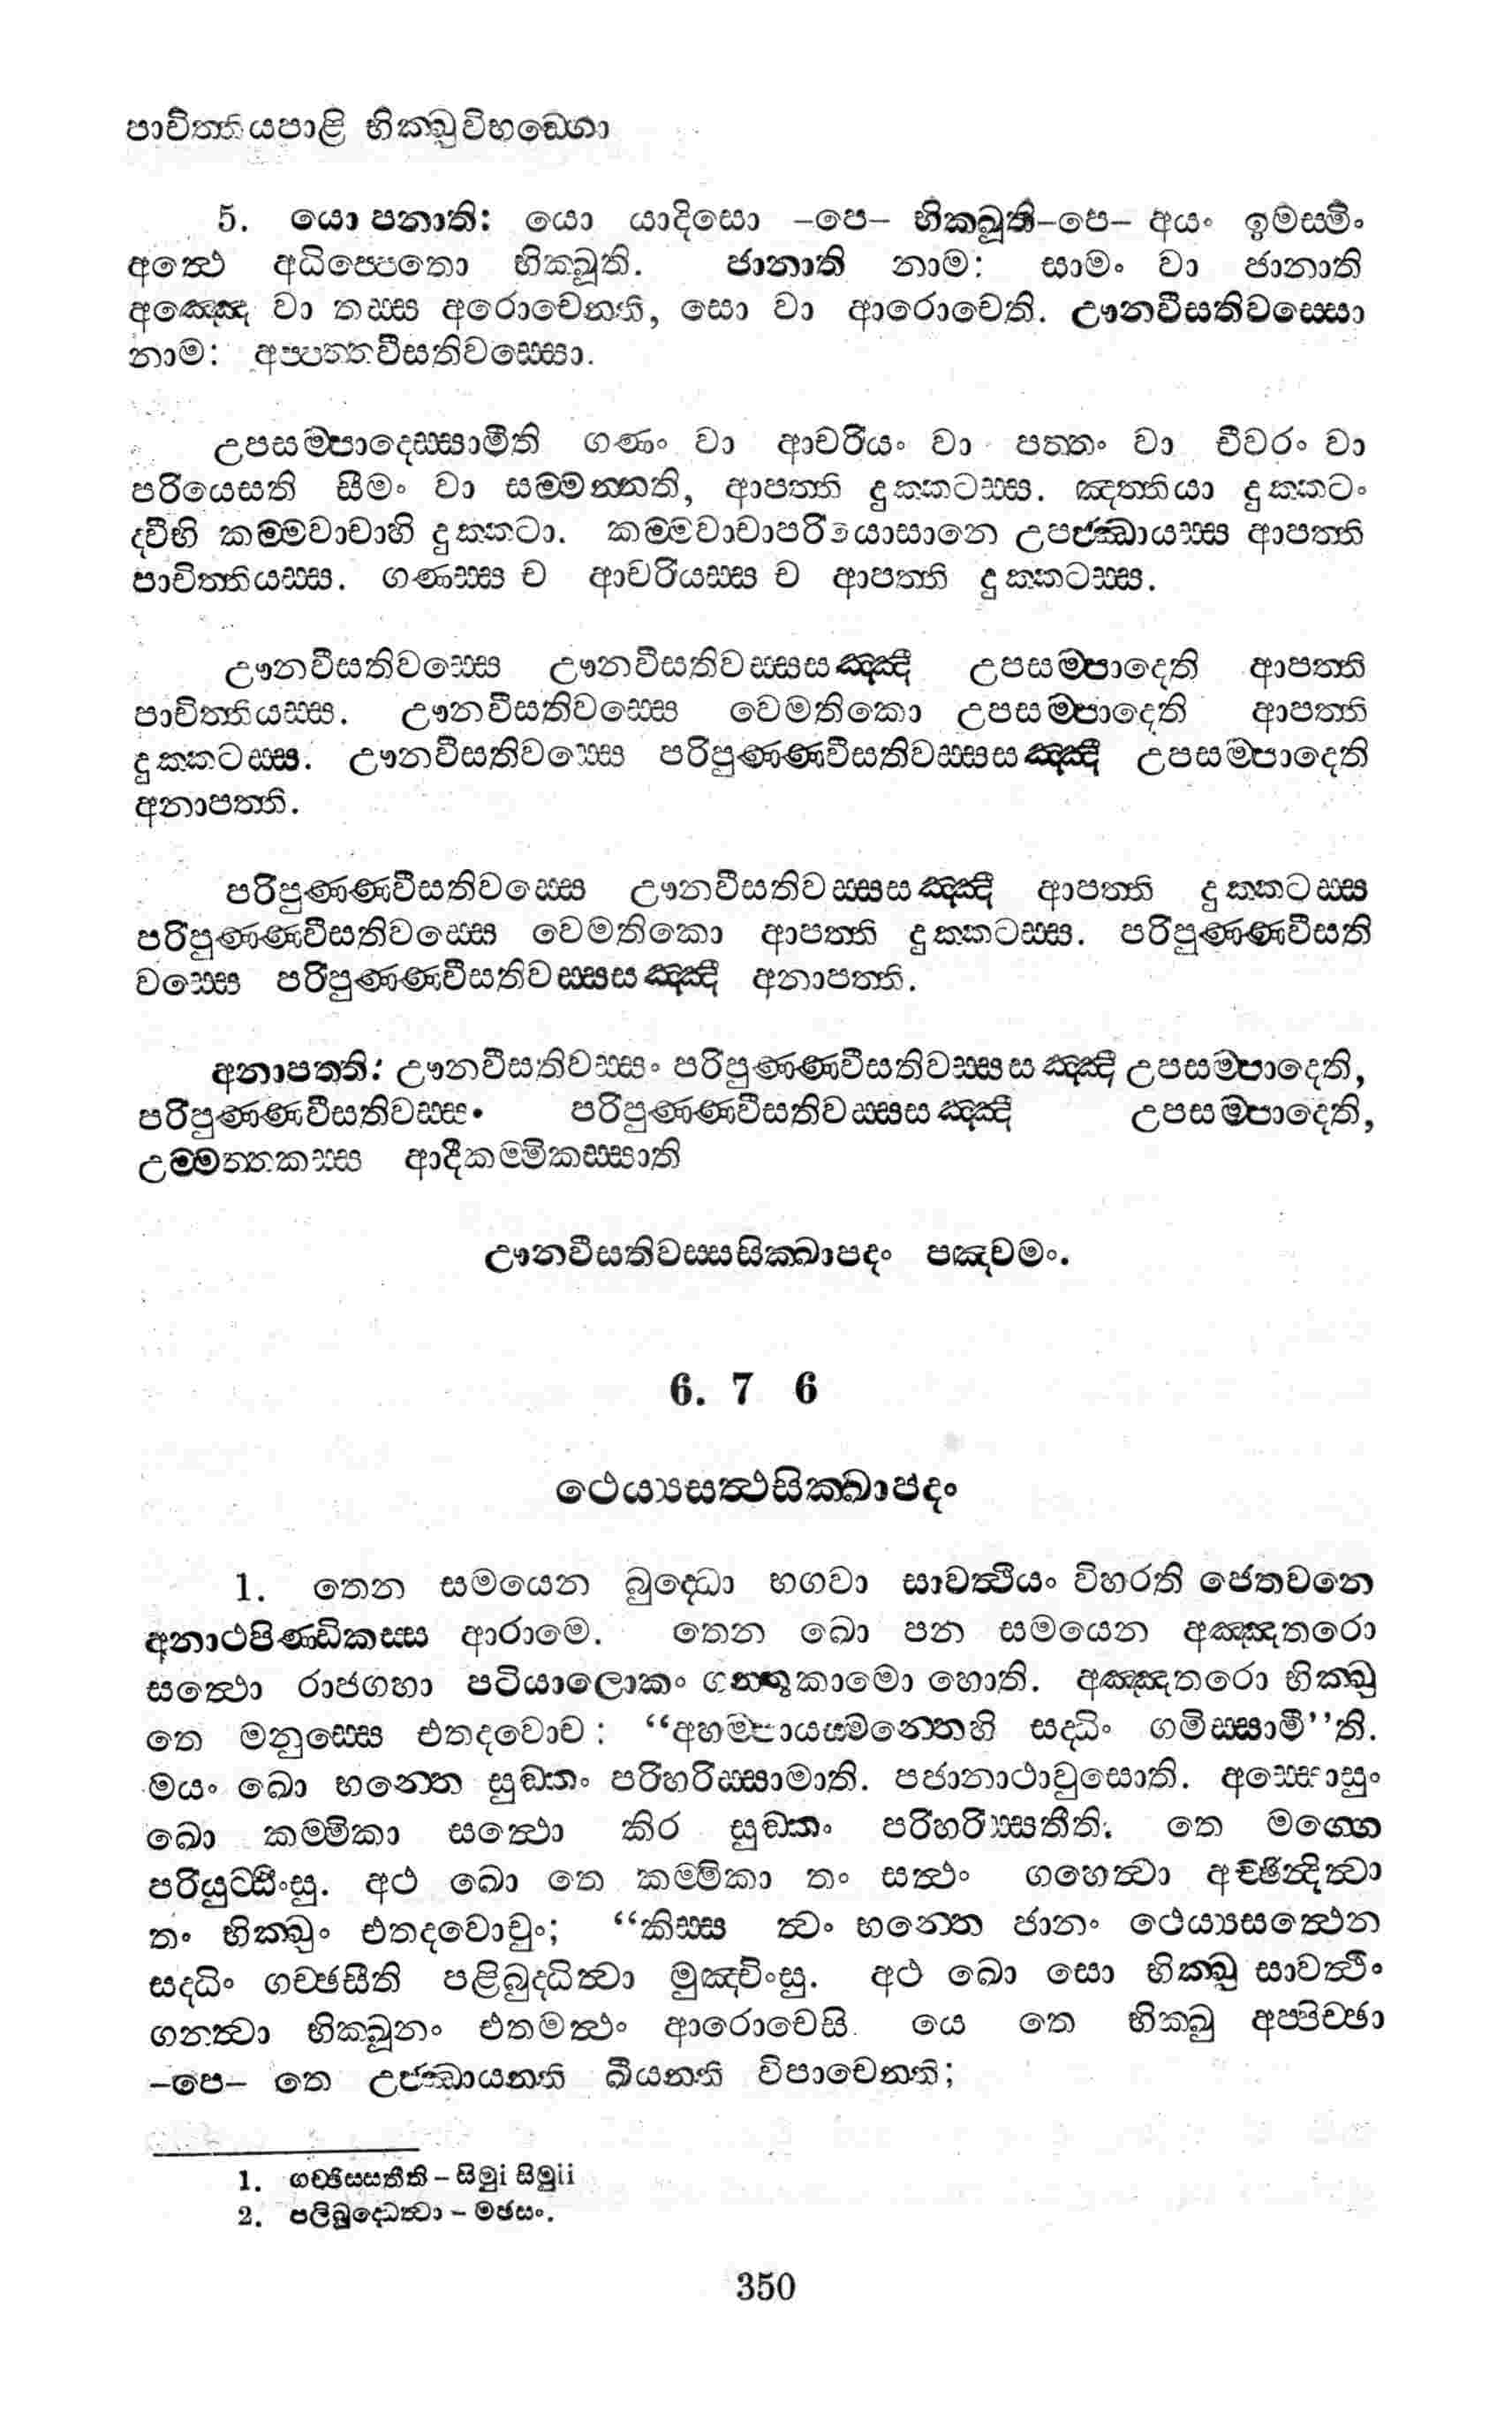 පාචිත්තියපාළි භික්ඛුවිභඞ්ගො
5. යො පනාති: යො යාදිසො –පෙ– භික්ඛූති–පෙ– අයං ඉමස්මිං
අත්ථෙ අධිප්පෙතො භික්ඛූති. ජානාති නාම: සාමං වා ජානාති
අඤ්ඤෙ වා තස්ස අරොචෙන්ති, සො වා ආරොචෙති. ඌනවීසතිවස්සො
නාම: අප්පත්තවීසතිවස්සො.
උපසම්පාදෙස්සාමීති ගණං වා ආචරියං වා පත්තං වා චීවරං වා
පරියෙසති සීමං වා සම්මන්නති, ආපත්ති දුක්කටස්ස. ඤත්තියා දුක්කටං
ද්වීහි කම්මවාචාහි දුක්කටා. කම්මවාචාපරියොසානෙ උපජ්ඣායස්ස ආපත්ති
පාචිත්තියස්ස. ගණස්ස ච ආචරියස්ස ච ආපත්ති දුක්කටස්ස.
ඌනවීසතිවස්සෙ ඌනවීසතිවස්සසඤ්ඤී උපසම්පාදෙති ආපත්ති
පාචිත්තියස්ස. ඌනවීසතිවස්සෙ වෙමතිකො උපසම්පාදෙති ආපත්ති
දුක්කටස්ස. ඌනවීසතිවස්සෙ පරිපුණ්ණවීසතිවස්සසඤ්ඤී උපසම්පාදෙති
අනාපත්ති.
පරිපුණ්ණවීසතිවස්සෙ ඌනවීසතිවස්සසඤ්ඤී ආපත්ති දුක්කටස්ස
පරිපුණ්ණවීසතිවස්සෙ වෙමතිකො ආපත්ති දුක්කටස්ස. පරිපුණ්ණවීසති
වස්සෙ පරිපුණ්ණවීසතිවස්සසඤ්ඤී අනාපත්ති.
අනාපත්ති: ඌනවීසතිවස්සං පරිපුණ්ණවීසතිවස්සසඤ්ඤී උපසම්පාදෙති,
පරිපුණ්ණවීසතිවස්සං පරිපුණ්ණවීසතිවස්සසඤ්ඤී උපසම්පාදෙති,
උම්මත්තකස්ස ආදිකම්මිකස්සාති
ඌනවීසතිවස්සසික්ඛාපදං පඤ්චමං.
6. 7 6
ථෙය්‍යසත්ථසික්ඛාපදං
1. තෙන සමයෙන බුද්ධො භගවා සාවත්ථියං විහරති ජෙතවනෙ
අනාථපිණ්ඩිකස්ස ආරාමෙ. තෙන ඛො පන සමයෙන අඤ්ඤතරො
සත්ථො රාජගහා පටියාලොකං ගන්තුකාමො හොති. අඤ්ඤතරො භික්ඛු
තෙ මනුස්සෙ එතදවොච: “අහම්පායස්මන්තෙහි සද්ධිං ගමිස්සාමී”ති.
මයං ඛො භන්තෙ සුඞ්කං පරිහරිස්සාමාති. පජානාථාවුසොති. අස්සොසුං
ඛො කම්මිකා සත්ථො කිර සුඞ්කං පරිහරිස්සතීති. තෙ මග්ගෙ
පරියුට්ඨිංසු. අථ ඛො තෙ කම්මිකා තං සත්ථං ගහෙත්වා අච්ඡින්දිත්වා
තං භික්ඛුං එතදවොචුං; “කිස්ස ත්වං භන්තෙ ජානං ථෙය්‍යසත්ථෙන
සද්ධිං ගච්ඡසීති පළිබුද්ධිත්වා මුඤ්චිංසු. අථ ඛො සො භික්ඛු සාවත්ථිං
ගන්ත්වා භික්ඛූනං එතමත්ථං ආරොචෙසි. යෙ තෙ භික්ඛු අප්පිච්ඡා
–පෙ– තෙ උජ්ඣායන්ති ඛීයන්ති විපාචෙන්ති;
1. ගච්ඡිස්සතීති – සිමුi සිමුii
2. පලිබුද්ධෙත්වා – මඡසං.
350